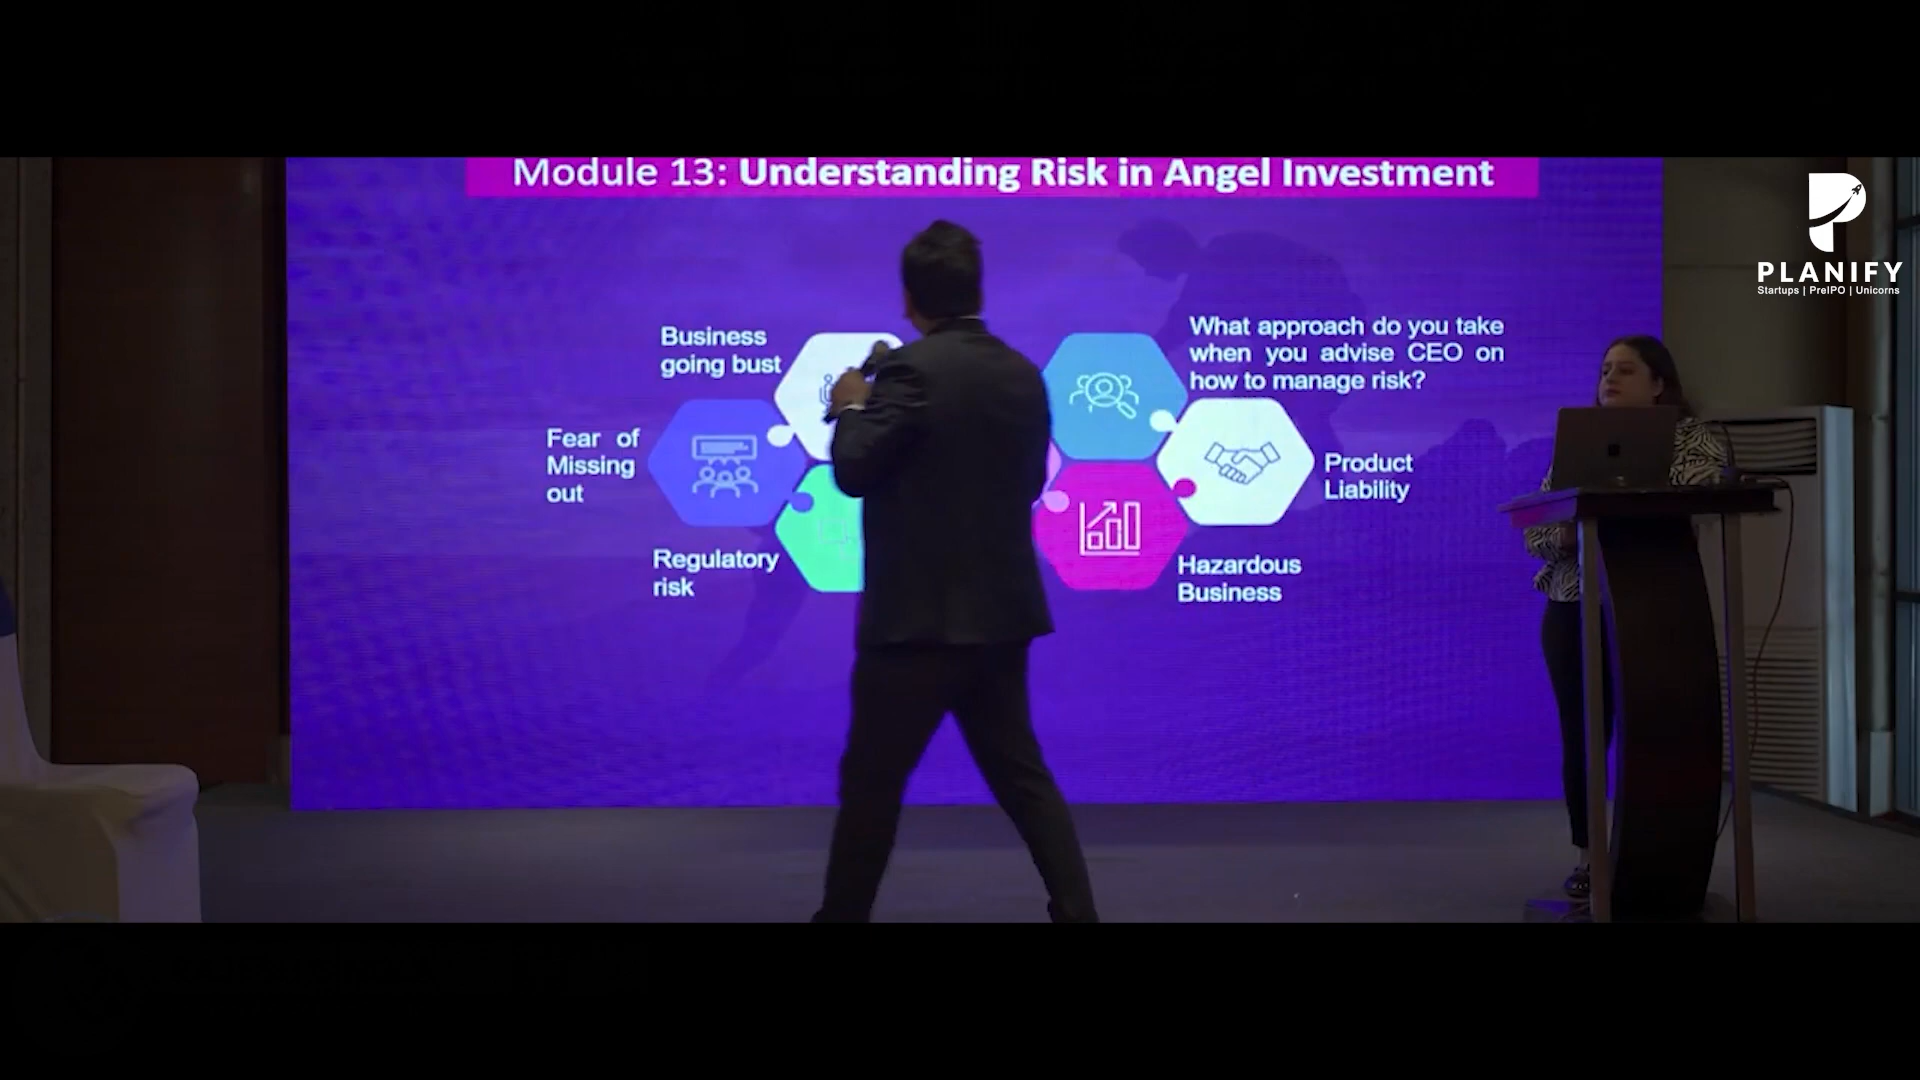 Module 13: Understanding Risk in Angel Investment
PLANIFY
Startups | PreIPO | Unicorns
Business
going bust
What approach do you take
when you advise CEO on
how to manage risk?
Fear of
Missing
out
Product
Liability
Regulatory
risk
Hazardous
Business